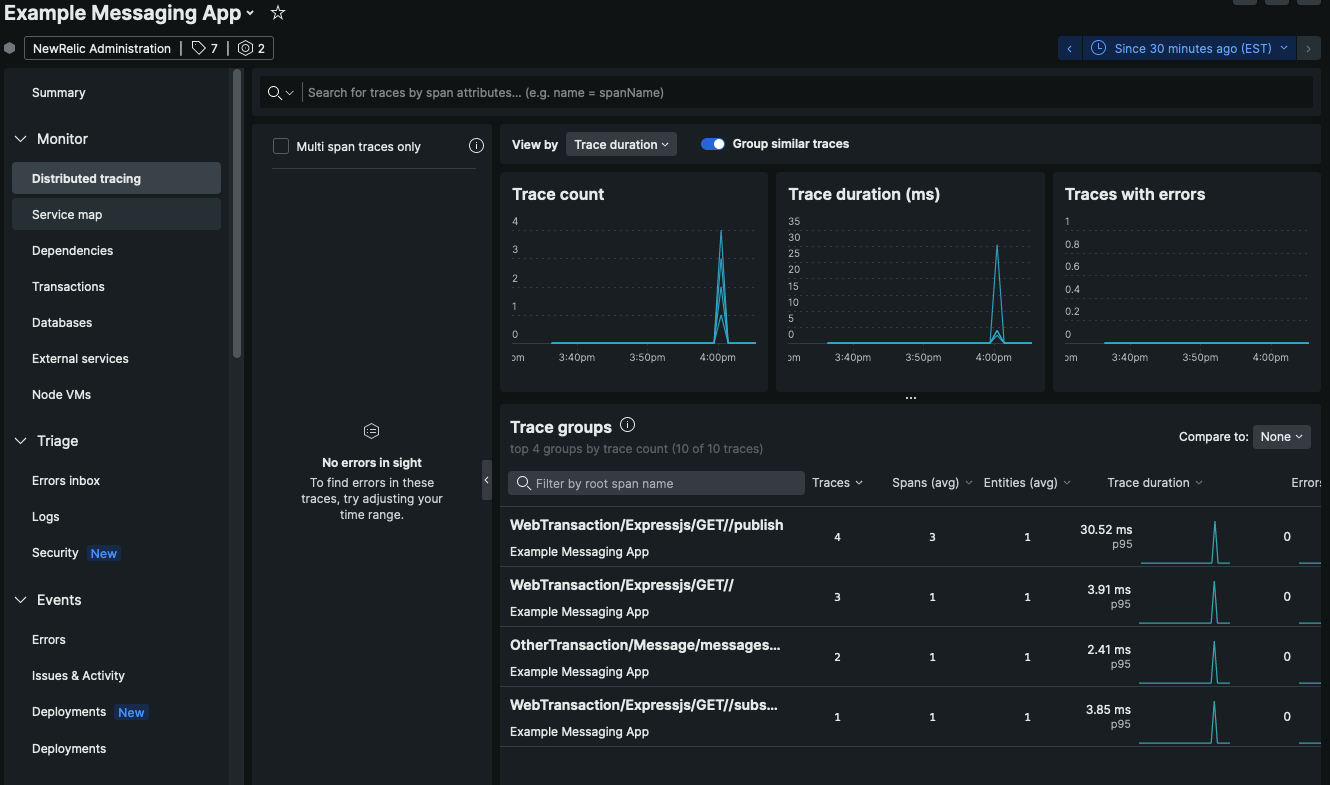 Example Messaging App
NewRelic Administration | 7 | 2
Since 30 minutes ago (EST)
Summary
Monitor
Distributed tracing
Service map
Dependencies
Transactions
Databases
External services
Node VMs
Triage
Errors inbox
Logs
Security New
Events
Errors
Issues & Activity
Deployments New
Deployments
Search for traces by span attributes... (e.g. name = spanName)
Multi span traces only
No errors in sight
To find errors in these
traces, try adjusting your
time range.
View by Trace duration Group similar traces
Trace count
4
3
2
1
0
pm 3:40pm 3:50pm 4:00pm
Trace duration (ms)
35
30
25
20
15
10
5
0
pm 3:40pm 3:50pm 4:00pm
Traces with errors
1
0.8
0.6
0.4
0.2
0
pm 3:40pm 3:50pm 4:00pm
...
Trace groups
top 4 groups by trace count (10 of 10 traces)
Compare to: None
Filter by root span name Traces Spans (avg) Entities (avg) Trace duration Errors
WebTransaction/Expressjs/GET//publish
Example Messaging App
4 3 1 30.52 ms p95 0
WebTransaction/Expressjs/GET//
Example Messaging App
3 1 1 3.91 ms p95 0
OtherTransaction/Message/messages...
Example Messaging App
2 1 1 2.41 ms p95 0
WebTransaction/Expressjs/GET//subs...
Example Messaging App
1 1 1 3.85 ms p95 0